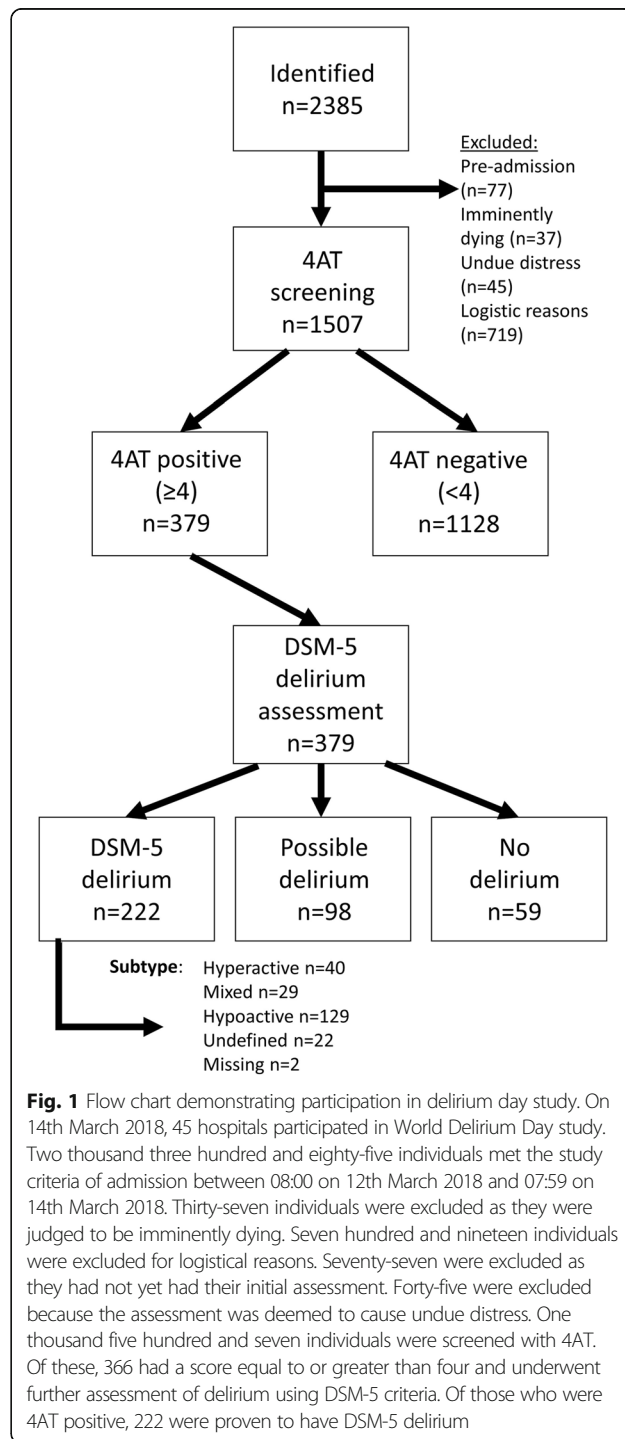 Identified
n=2385
Excluded:
Pre-admission
(n=77)
Imminently
dying (n=37)
Undue distress
(n=45)
Logistic reasons
(n=719)
4AT
screening
n=1507
4AT positive
(≥4)
n=379
4AT negative
(<4)
n=1128
DSM-5
delirium
assessment
n=379
DSM-5
delirium
n=222
Possible
delirium
n=98
No
delirium
n=59
Subtype: Hyperactive n=40
Mixed n=29
Hypoactive n=129
Undefined n=22
Missing n=2
Fig. 1 Flow chart demonstrating participation in delirium day study. On
14th March 2018, 45 hospitals participated in World Delirium Day study.
Two thousand three hundred and eighty-five individuals met the study
criteria of admission between 08:00 on 12th March 2018 and 07:59 on
14th March 2018. Thirty-seven individuals were excluded as they were
judged to be imminently dying. Seven hundred and nineteen individuals
were excluded for logistical reasons. Seventy-seven were excluded as
they had not yet had their initial assessment. Forty-five were excluded
because the assessment was deemed to cause undue distress. One
thousand five hundred and seven individuals were screened with 4AT.
Of these, 366 had a score equal to or greater than four and underwent
further assessment of delirium using DSM-5 criteria. Of those who were
4AT positive, 222 were proven to have DSM-5 delirium